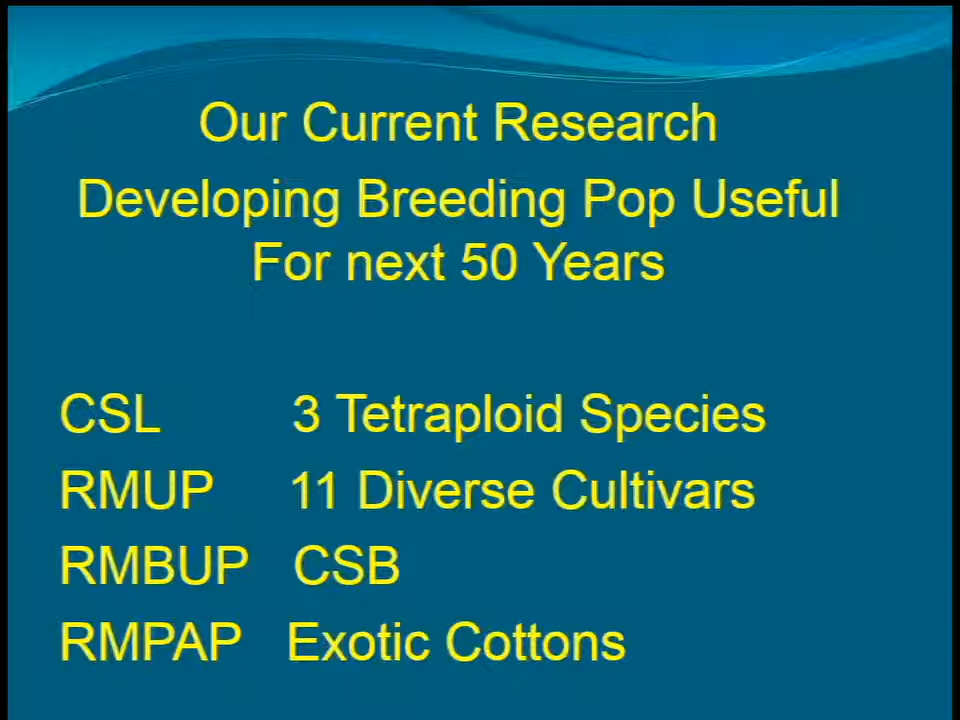 Our Current Research
Developing Breeding Pop Useful
For next 50 Years
CSL 3 Tetraploid Species
RMUP 11 Diverse Cultivars
RMBUP CSB
RMPAP Exotic Cottons